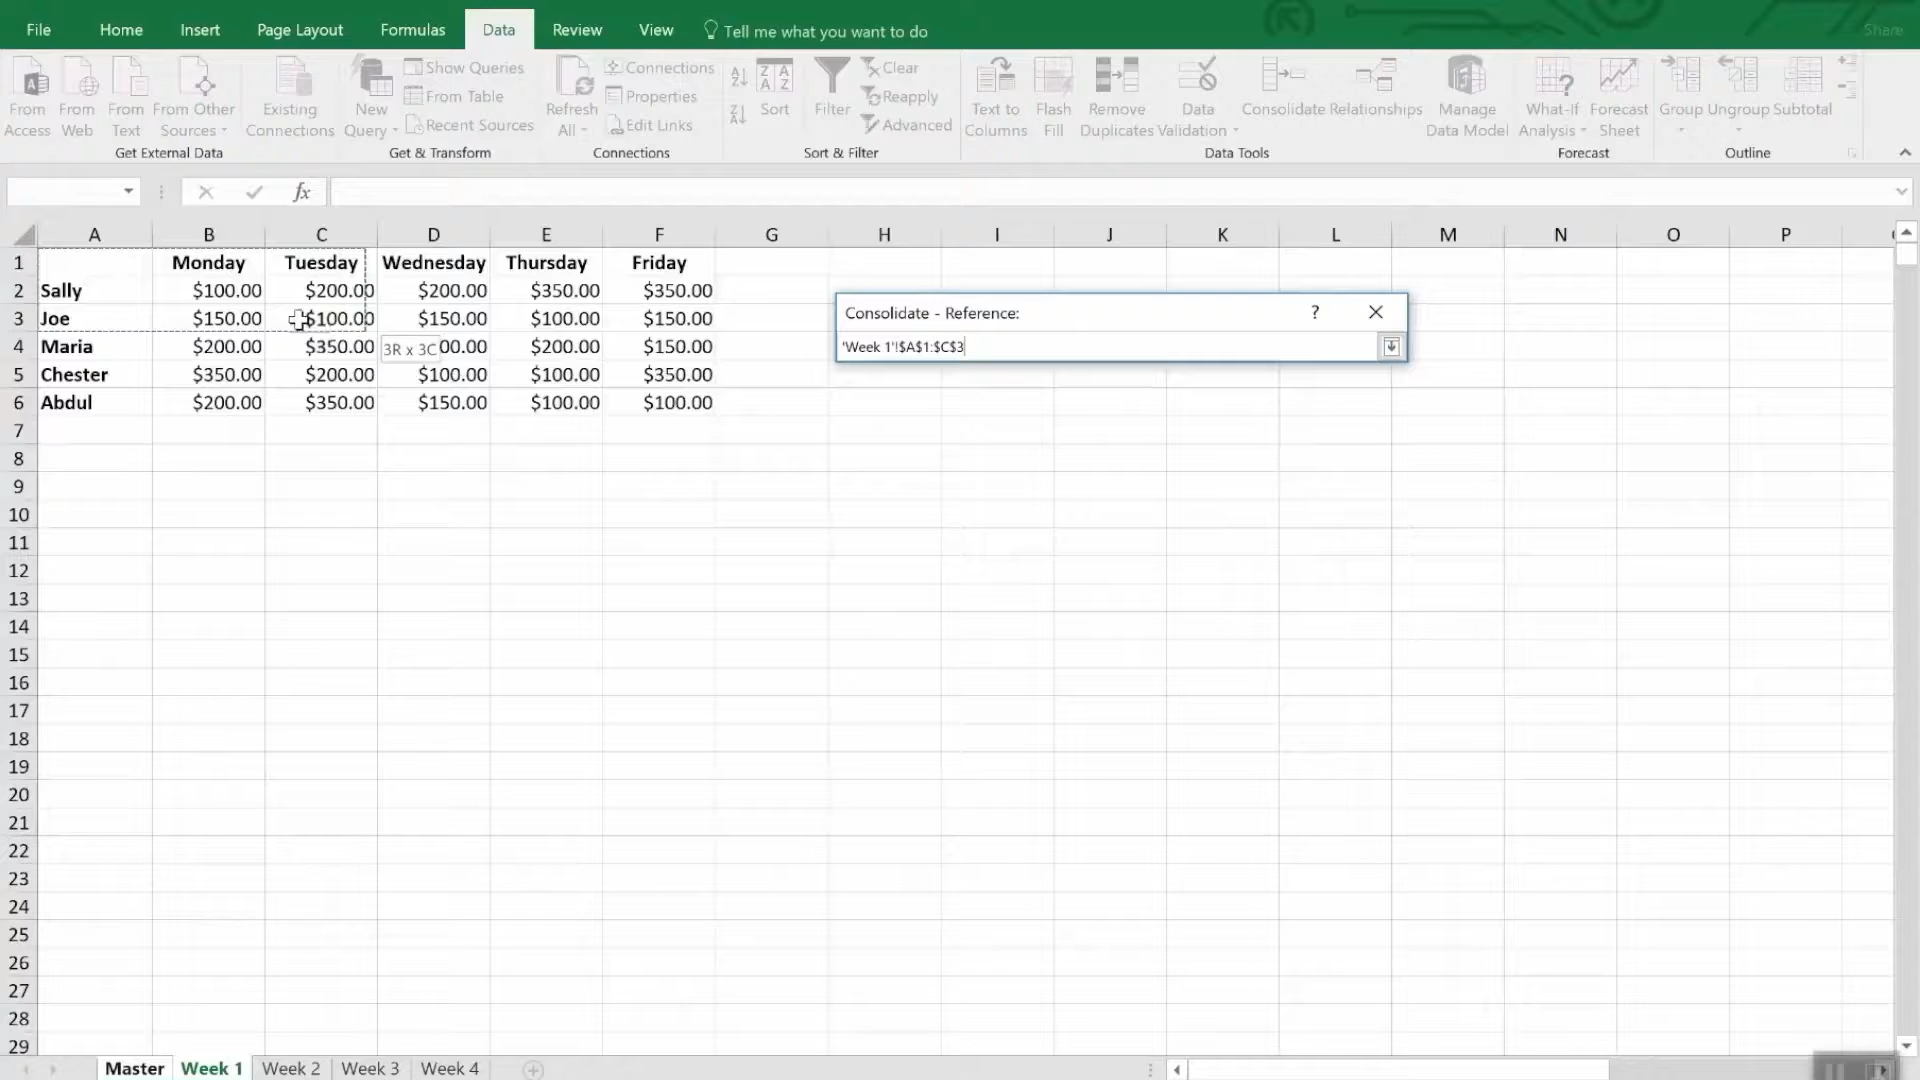 File Home Insert Page Layout Formulas Data Review View Tell me what you want to do Share
From Access
From Web
From Text
From Other Sources
Existing Connections
Get External Data
New Query
Show Queries
From Table
Recent Sources
Get & Transform
Refresh All
Connections
Properties
Edit Links
Connections
A Z
Z A
Z A A Z
Sort
Filter
Clear
Reapply
Advanced
Sort & Filter
Text to Columns
Flash Fill
Remove Duplicates
Data Validation
Consolidate
Relationships
Manage Data Model
Data Tools
What-If Analysis
Forecast Sheet
Forecast
Group
Ungroup
Subtotal
Outline
fx
A B C D E F G H I J K L M N O P
1 Monday Tuesday Wednesday Thursday Friday
2 Sally $100.00 $200.00 $200.00 $350.00 $350.00
3 Joe $150.00 $100.00 $150.00 $100.00 $150.00
4 Maria $200.00 $350.00 00.00 $200.00 $150.00
5 Chester $350.00 $200.00 $100.00 $100.00 $350.00
6 Abdul $200.00 $350.00 $150.00 $100.00 $100.00
3R x 3C
Consolidate - Reference: ?
'Week 1'!$A$1:$C$3
7
8
9
10
11
12
13
14
15
16
17
18
19
20
21
22
23
24
25
26
27
28
29
Master Week 1 Week 2 Week 3 Week 4